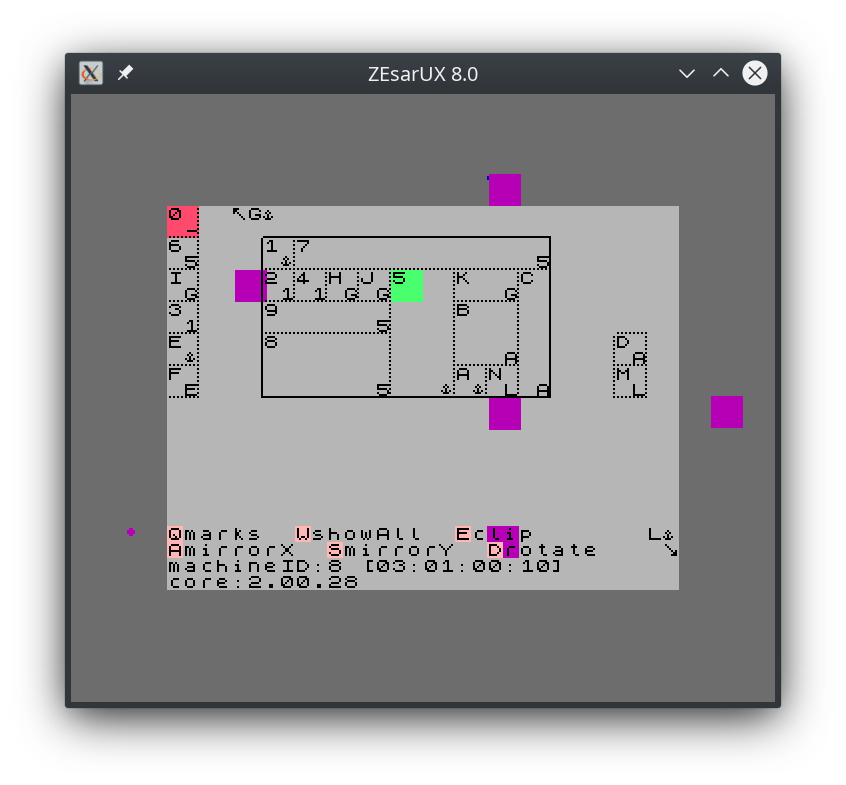 ZEsarUX 8.0
0 ↖G⚓
_
6 1 7
5 ⚓ 5
I 2 4 H J 5 K C
G 1 1 G G G
3 9 B
1 5
E 8 D
⚓ A A
F A N M
E 5 ⚓ ⚓ L A L
Qmarks WshowAll Eclip L⚓
AmirrorX SmirrorY Drotate ↘
machineID:8 [03:01:00:10]
core:2.00.28